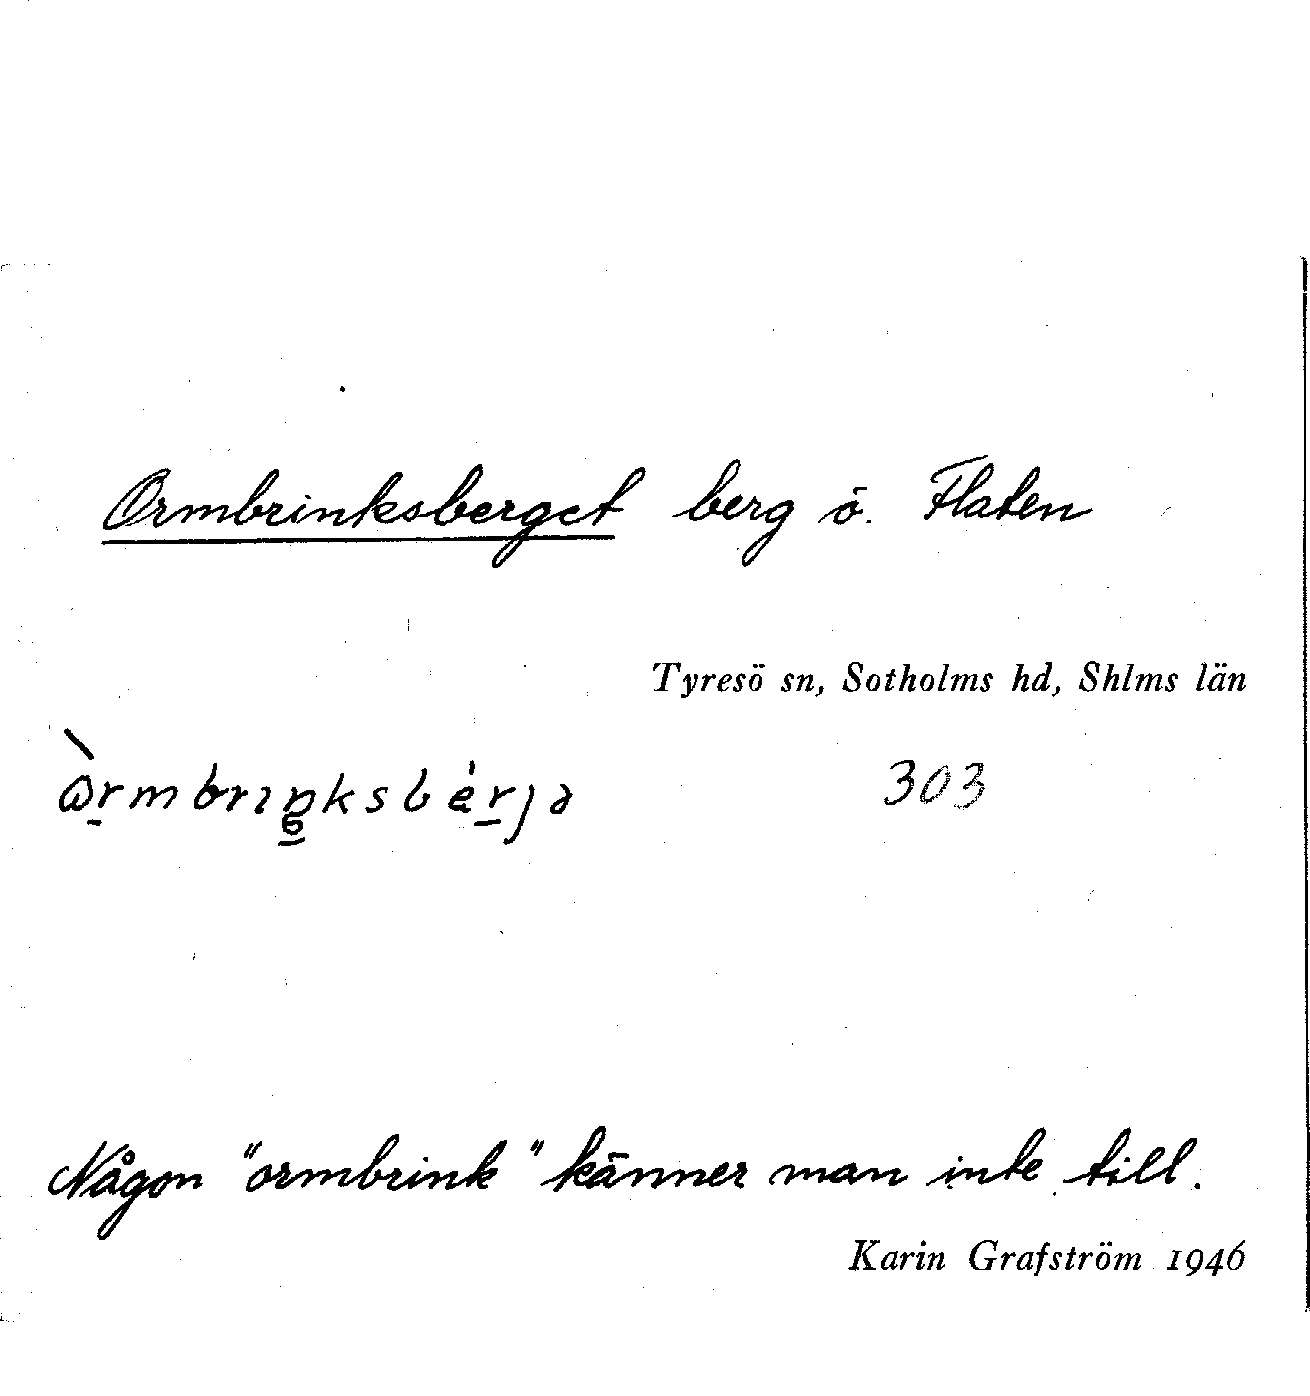 Ormbrinksberget berg ö. Flaten
Tyresö sn, Sotholms hd, Shlms län
303
Någon "ormbrink" känner man inte till.
Karin Grafström 1946